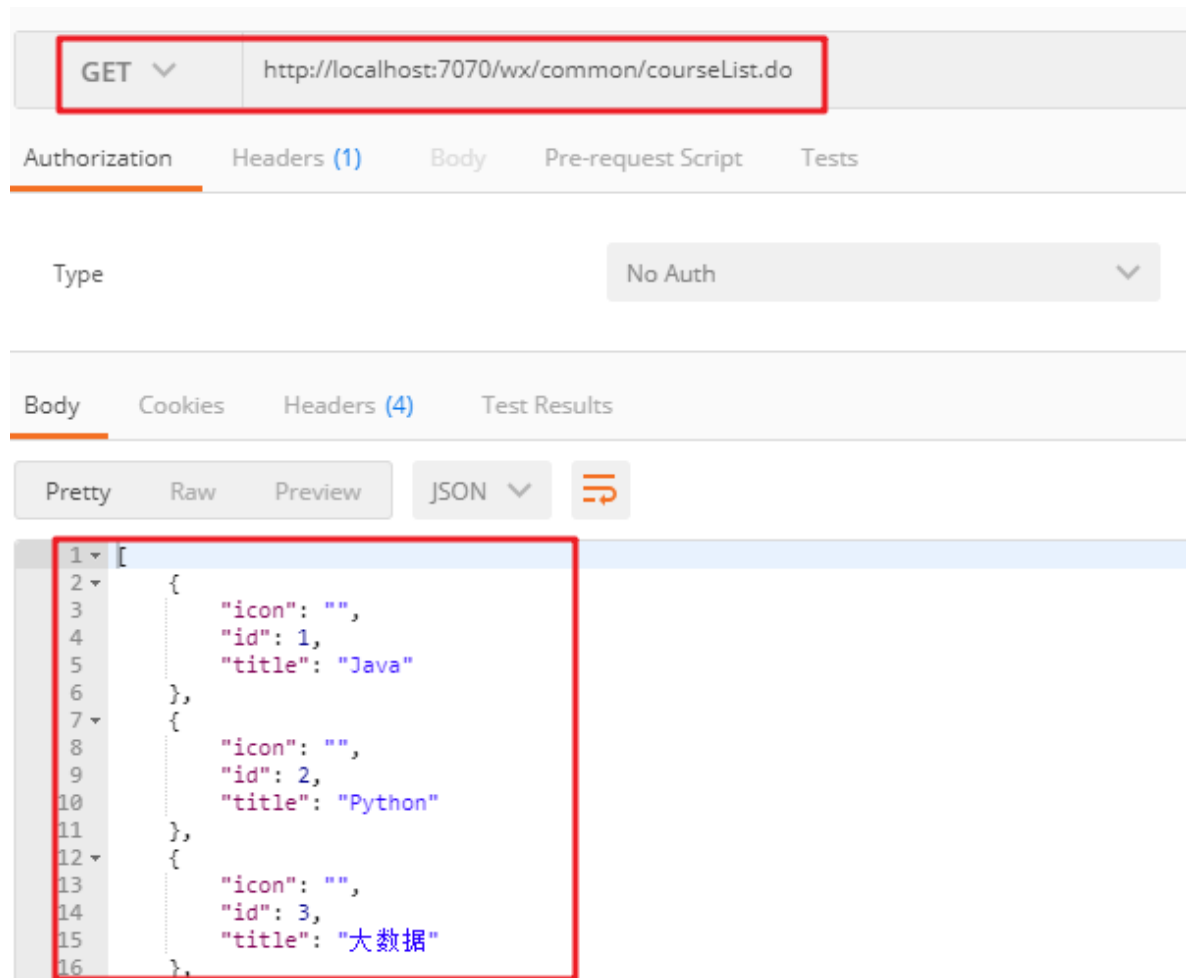 GET http://localhost:7070/wx/common/courseList.do
Authorization Headers (1) Body Pre-request Script Tests
Type No Auth
Body Cookies Headers (4) Test Results
Pretty Raw Preview JSON
1 [
2 {
3 "icon": "",
4 "id": 1,
5 "title": "Java"
6 },
7 {
8 "icon": "",
9 "id": 2,
10 "title": "Python"
11 },
12 {
13 "icon": "",
14 "id": 3,
15 "title": "大数据"
16 },